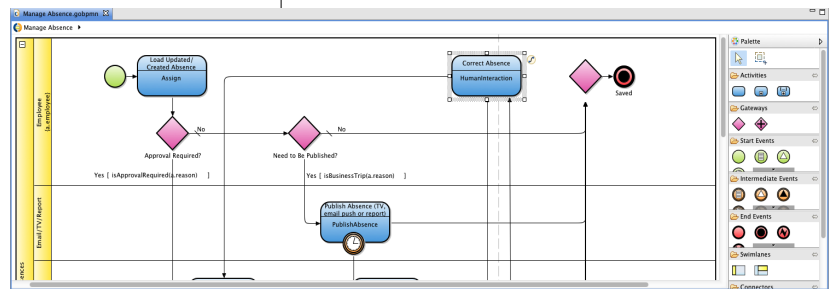 Manage Absence.gobpmn
Manage Absence
Palette
Activities
Gateways
Start Events
Intermediate Events
End Events
Swimlanes
Connectors
Employee
(a.employee)
Email/TV/Report
Load Updated/
Created Absence
Assign
Correct Absence
HumanInteraction
Saved
No
No
Approval Required?
Need to Be Published?
Yes [ isApprovalRequired(a.reason) ]
Yes [ isBusinessTrip(a.reason) ]
Publish Absence (TV,
email push or report)
PublishAbsence